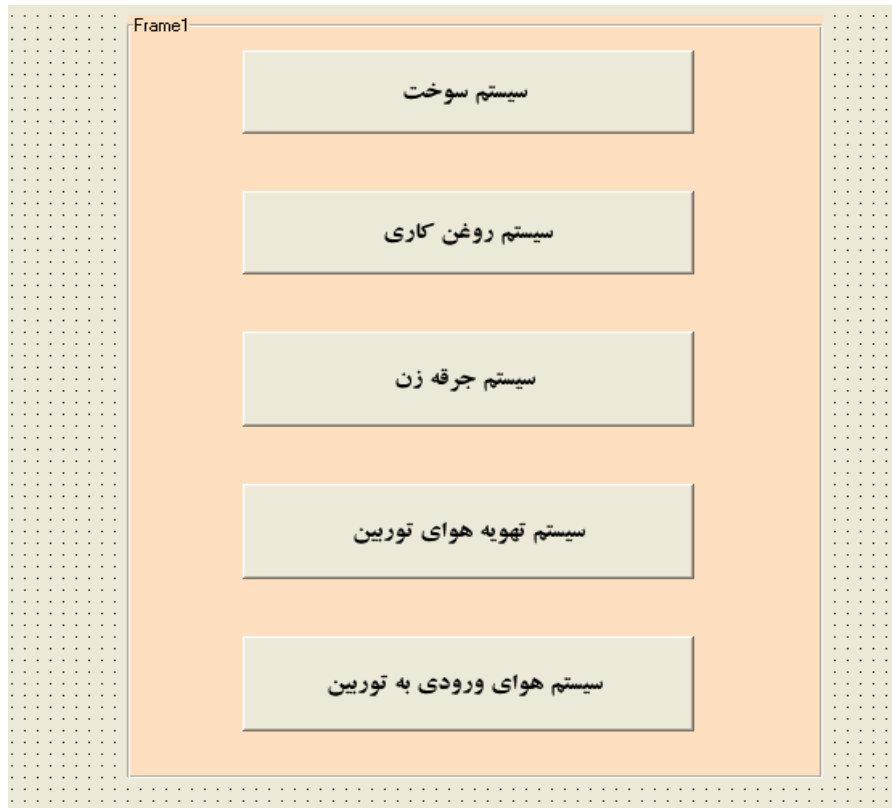 Frame1
سیستم سوخت
سیستم روغن کاری
سیستم جرقه زن
سیستم تهویه هوای توربین
سیستم هوای ورودی به توربین